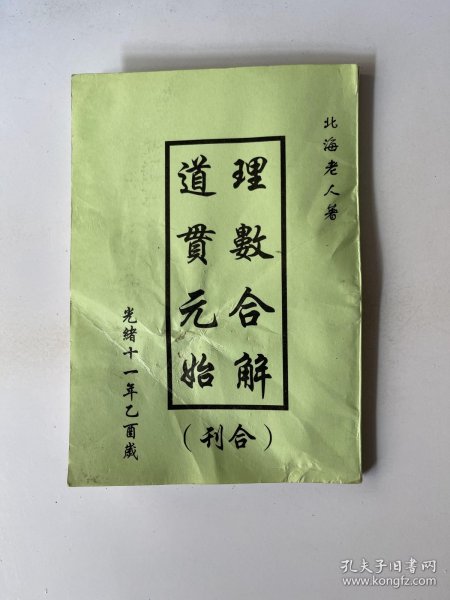 北海老人著
理數合解
道貫元始
（合刊）
光緒十一年乙酉歲
孔夫子旧书网
www.kongfz.com